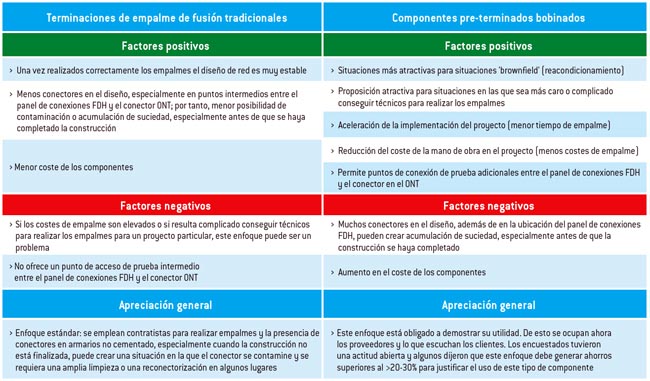 Terminaciones de empalme de fusión tradicionales
Factores positivos
› Una vez realizados correctamente los empalmes el diseño de red es muy estable
› Menos conectores en el diseño, especialmente en puntos intermedios entre el
panel de conexiones FDH y el conector ONT; por tanto, menor posibilidad de
contaminación o acumulación de suciedad, especialmente antes de que se haya
completado la construcción
› Menor coste de los componentes
Factores negativos
› Si los costes de empalme son elevados o si resulta complicado conseguir técnicos
para realizar los empalmes para un proyecto particular, este enfoque puede ser un
problema
› No ofrece un punto de acceso de prueba intermedio
entre el panel de conexiones FDH y el conector ONT
Apreciación general
› Enfoque estándar: se emplean contratistas para realizar empalmes y la presencia de
conectores en armarios no cementado, especialmente cuando la construcción no
está finalizada, puede crear una situación en la que el conector se contamine y se
requiera una amplia limpieza o una reconectorización en algunos lugares
Componentes pre-terminados bobinados
Factores positivos
› Situaciones más atractivas para situaciones 'brownfield' (reacondicionamiento)
› Proposición atractiva para situaciones en las que sea más caro o complicado
conseguir técnicos para realizar los empalmes
› Aceleración de la implementación del proyecto (menor tiempo de empalme)
› Reducción del coste de la mano de obra en el proyecto (menos costes de empalme)
› Permite puntos de conexión de prueba adicionales entre el panel de conexiones FDH
y el conector en el ONT
Factores negativos
› Muchos conectores en el diseño, además de en la ubicación del panel de conexiones
FDH, pueden crear acumulación de suciedad, especialmente antes de que la
construcción se haya completado
› Aumento en el coste de los componentes
Apreciación general
› Este enfoque está obligado a demostrar su utilidad. De esto se ocupan ahora
los proveedores y lo que escuchan los clientes. Los encuestados tuvieron
una actitud abierta y algunos dijeron que este enfoque debe generar ahorros
superiores al >20-30% para justificar el uso de este tipo de componente